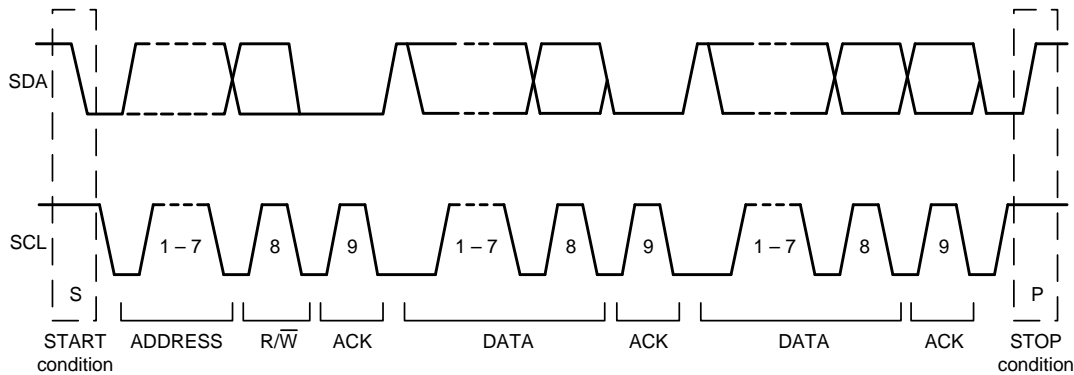 SDA
SCL
1 – 7 8 9 1 – 7 8 9 1 – 7 8 9
S P
START condition
ADDRESS R/W̅ ACK DATA ACK DATA ACK
STOP condition